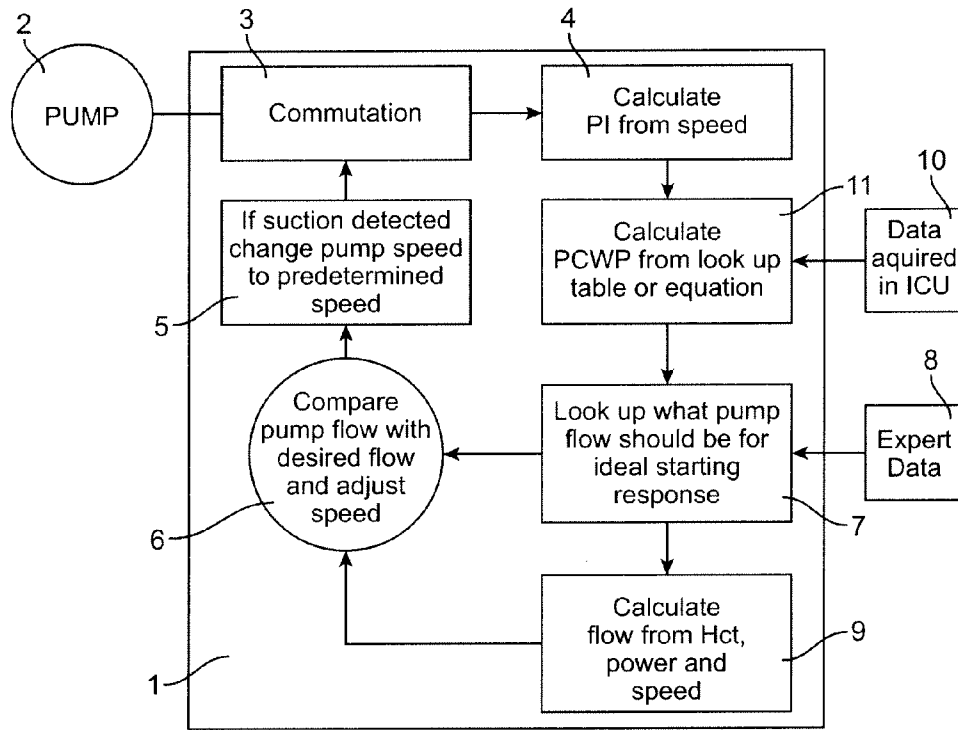 2
3
4
PUMP
Commutation
Calculate
PI from speed
11
10
If suction detected
change pump speed
to predetermined
speed
5
Calculate
PCWP from look up
table or equation
Data
aquired
in ICU
8
Compare
pump flow with
desired flow
and adjust
speed
6
Look up what pump
flow should be for
ideal starting
response
7
Expert
Data
Calculate
flow from Hct,
power and
speed
9
1